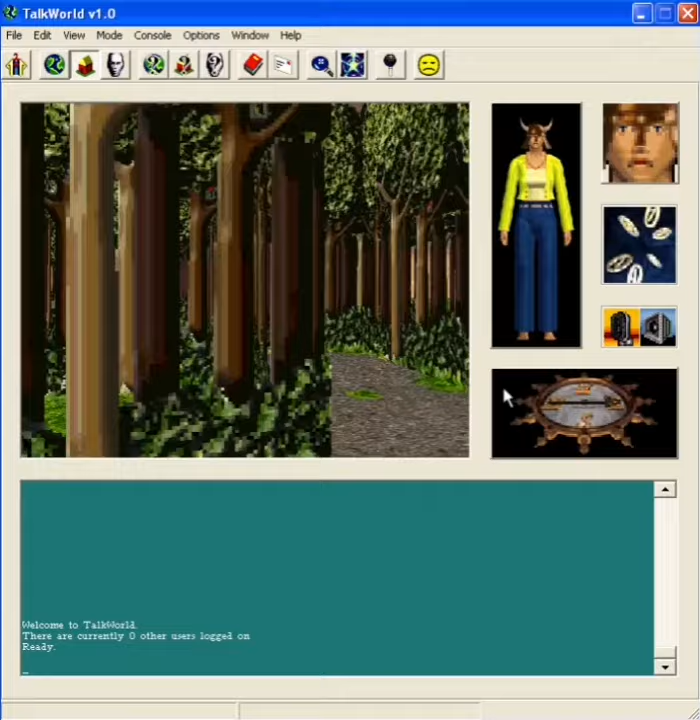 TalkWorld v1.0
File Edit View Mode Console Options Window Help
Welcome to TalkWorld.
There are currently 0 other users logged on
Ready.